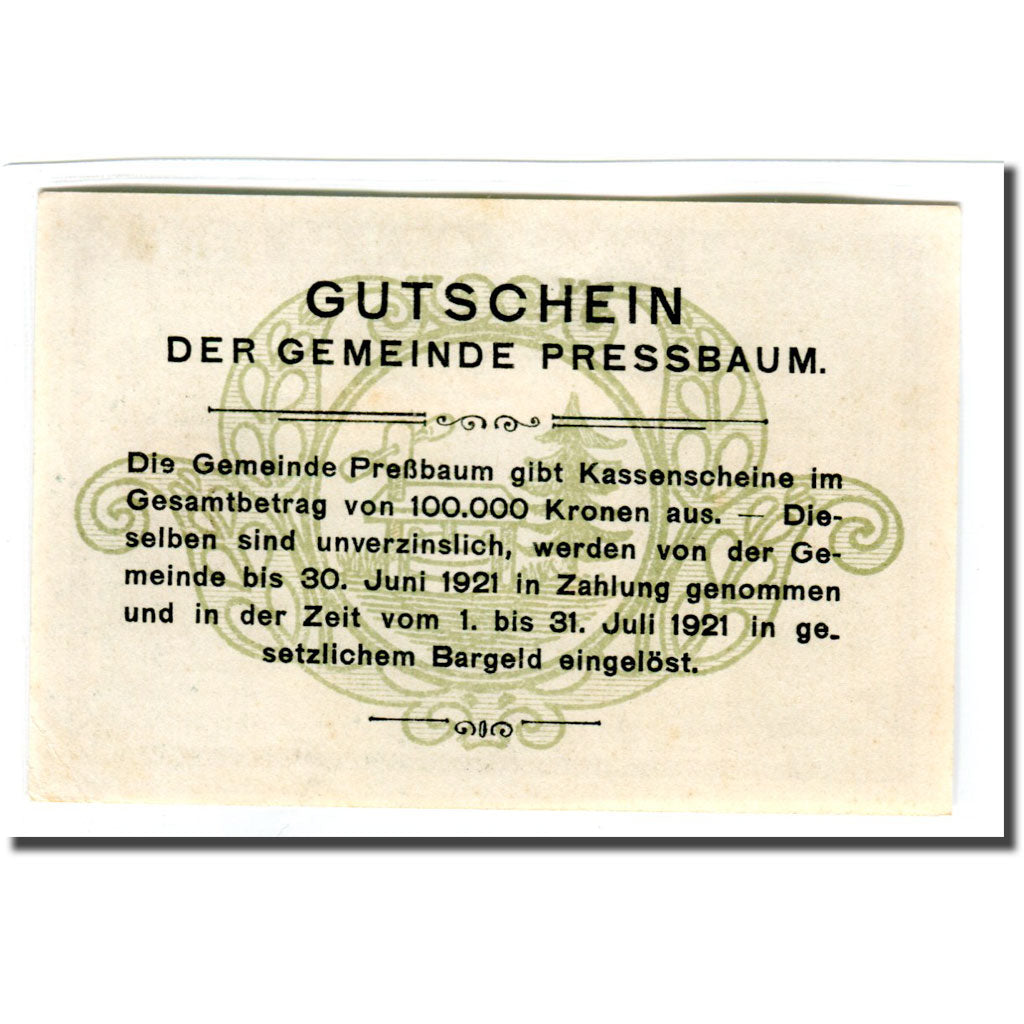 GUTSCHEIN
DER GEMEINDE PRESSBAUM.
Die Gemeinde Preßbaum gibt Kassenscheine im
Gesamtbetrag von 100.000 Kronen aus. — Die-
selben sind unverzinslich, werden von der Ge-
meinde bis 30. Juni 1921 in Zahlung genommen
und in der Zeit vom 1. bis 31. Juli 1921 in ge-
setzlichem Bargeld eingelöst.